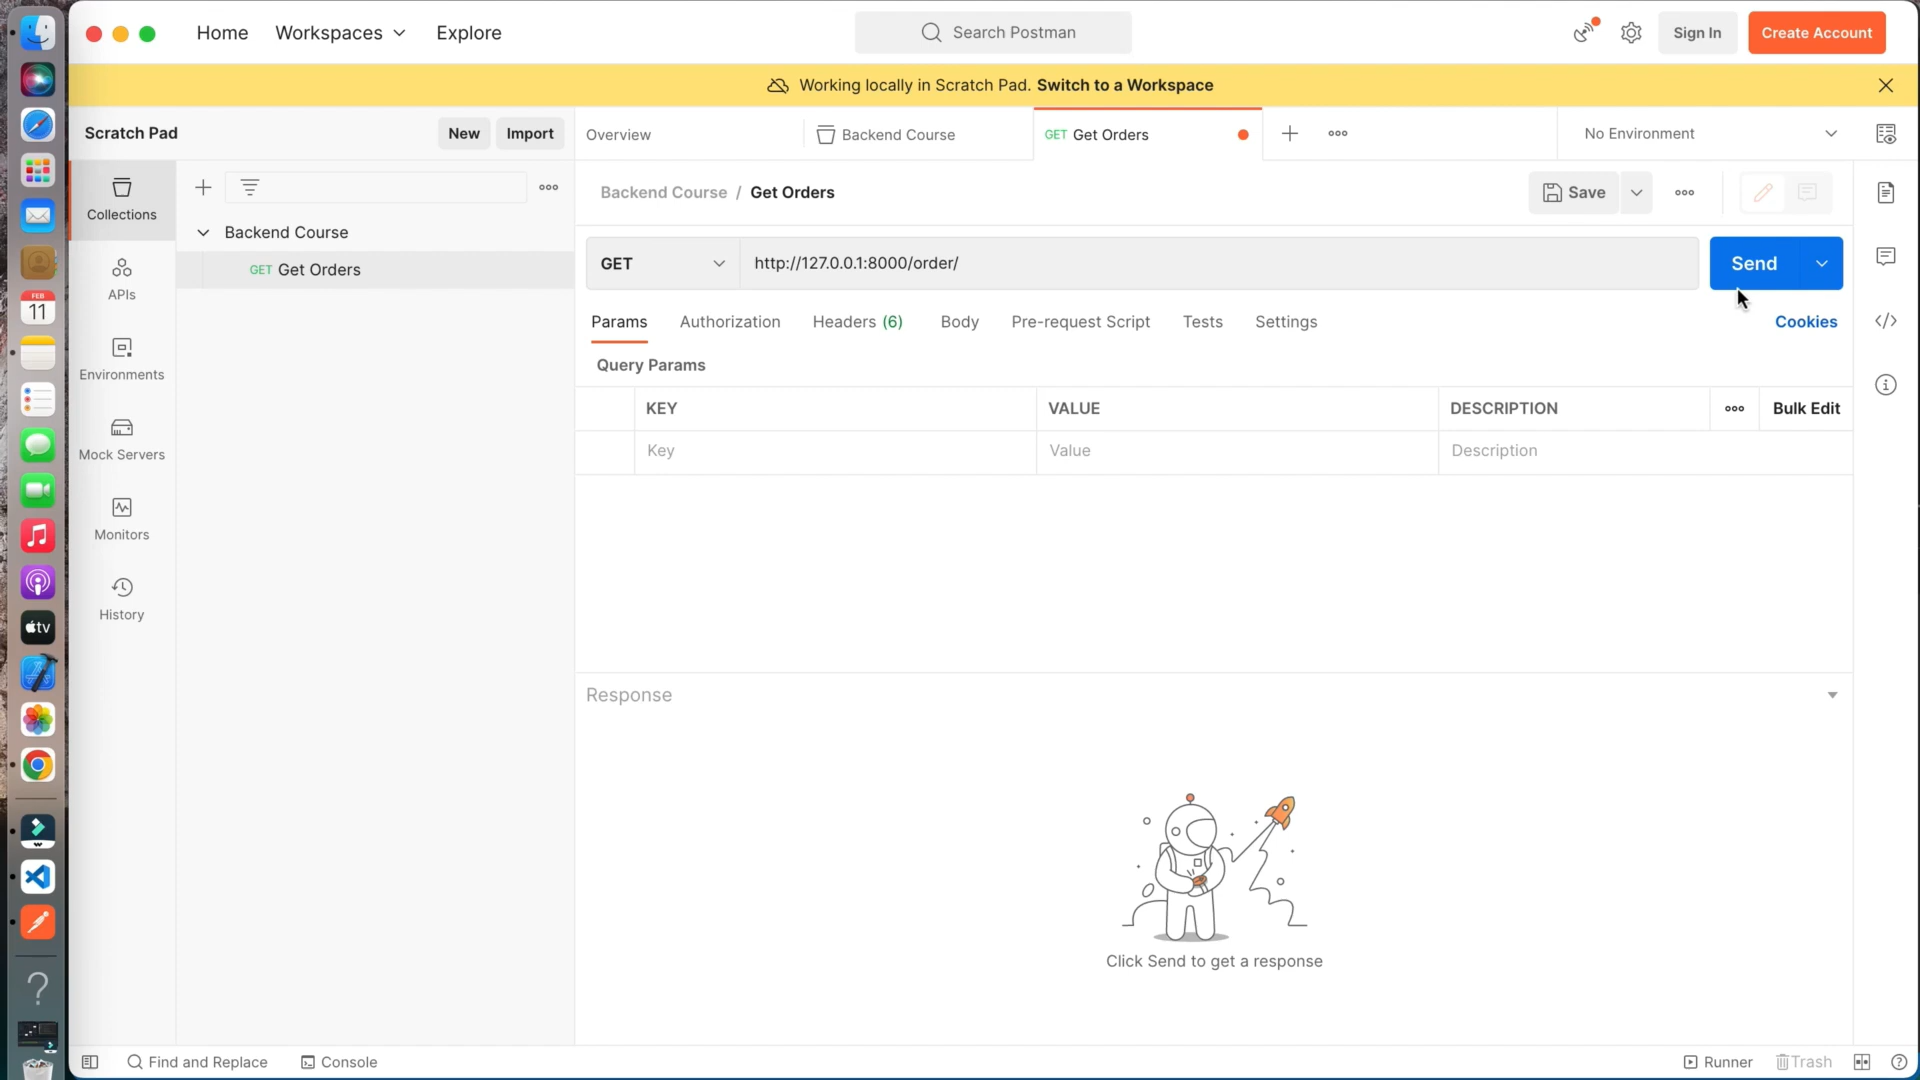 Home
Workspaces
Explore
Search Postman
Sign In
Create Account
Working locally in Scratch Pad. Switch to a Workspace
Scratch Pad
New
Import
Overview
Backend Course
GET Get Orders
No Environment
Collections
APIs
Environments
Mock Servers
Monitors
History
Backend Course
GET Get Orders
Backend Course / Get Orders
Save
GET
http://127.0.0.1:8000/order/
Send
Params
Authorization
Headers (6)
Body
Pre-request Script
Tests
Settings
Cookies
Query Params
KEY
VALUE
DESCRIPTION
Bulk Edit
Key
Value
Description
Response
Click Send to get a response
Find and Replace
Console
Runner
Trash
FEB
11
tv